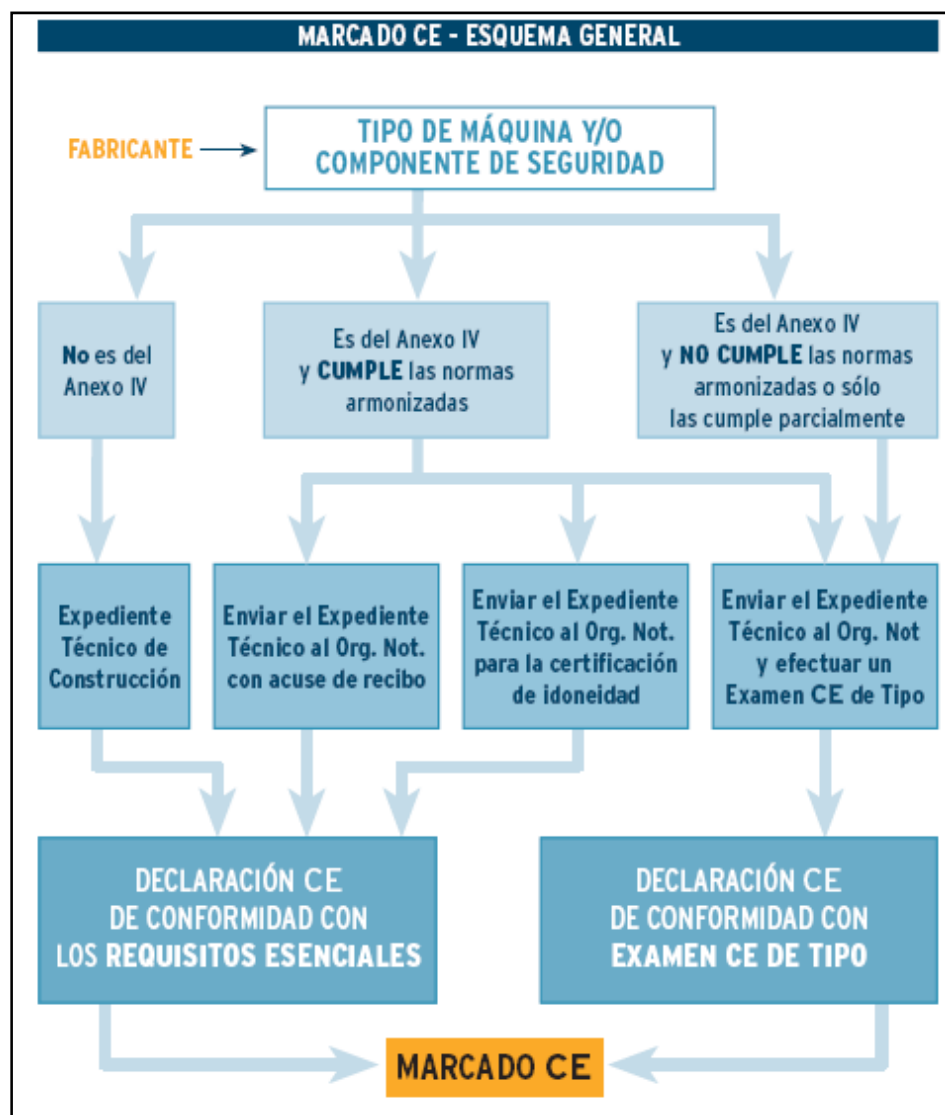 MARCADO CE - ESQUEMA GENERAL
FABRICANTE
TIPO DE MÁQUINA Y/O
COMPONENTE DE SEGURIDAD
No es del
Anexo IV
Es del Anexo IV
y CUMPLE las normas
armonizadas
Es del Anexo IV
y NO CUMPLE las normas
armonizadas o sólo
las cumple parcialmente
Expediente
Técnico de
Construcción
Enviar el Expediente
Técnico al Org. Not.
con acuse de recibo
Enviar el Expediente
Técnico al Org. Not.
para la certificación
de idoneidad
Enviar el Expediente
Técnico al Org. Not
y efectuar un
Examen CE de Tipo
DECLARACIÓN CE
DE CONFORMIDAD CON
LOS REQUISITOS ESENCIALES
DECLARACIÓN CE
DE CONFORMIDAD CON
EXAMEN CE DE TIPO
MARCADO CE